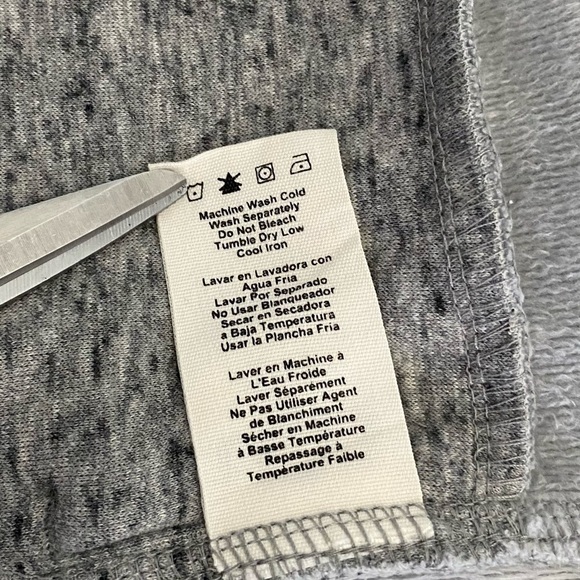 Machine Wash Cold
Wash Separately
Do Not Bleach
Tumble Dry Low
Cool Iron
Lavar en Lavadora con
Agua Fria
Lavar Por Separado
No Usar Blanqueador
Secar en Secadora
a Baja Temperatura
Usar la Plancha Fria
Laver en Machine à
L'Eau Froide
Laver Séparément
Ne Pas Utiliser Agent
de Blanchiment
Sécher en Machine
à Basse Température
Repassage à
Température Faible